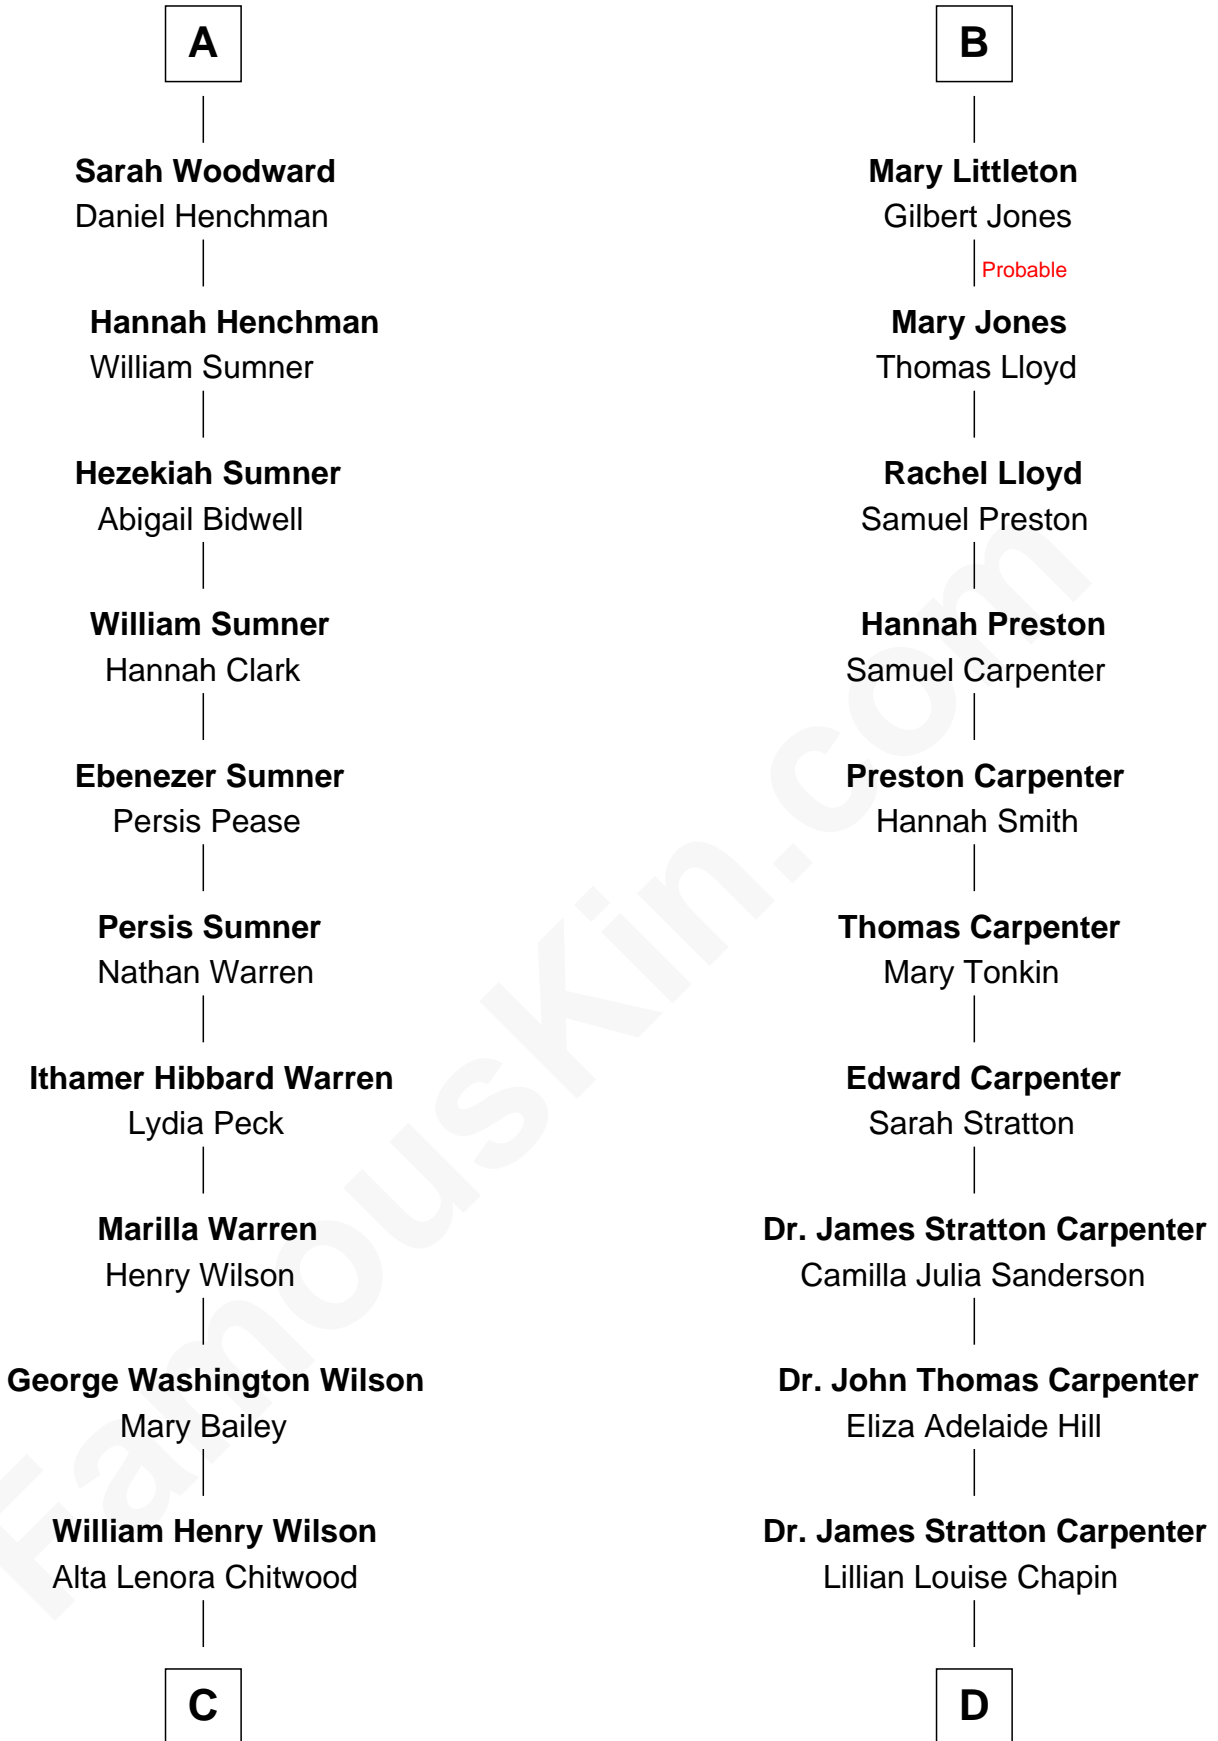 A
Sarah Woodward
Daniel Henchman
Hannah Henchman
William Sumner
Hezekiah Sumner
Abigail Bidwell
William Sumner
Hannah Clark
Ebenezer Sumner
Persis Pease
Persis Sumner
Nathan Warren
Ithamer Hibbard Warren
Lydia Peck
Marilla Warren
Henry Wilson
George Washington Wilson
Mary Bailey
William Henry Wilson
Alta Lenora Chitwood
C
B
Mary Littleton
Gilbert Jones
Probable
Mary Jones
Thomas Lloyd
Rachel Lloyd
Samuel Preston
Hannah Preston
Samuel Carpenter
Preston Carpenter
Hannah Smith
Thomas Carpenter
Mary Tonkin
Edward Carpenter
Sarah Stratton
Dr. James Stratton Carpenter
Camilla Julia Sanderson
Dr. John Thomas Carpenter
Eliza Adelaide Hill
Dr. James Stratton Carpenter
Lillian Louise Chapin
D
FamousKin.com